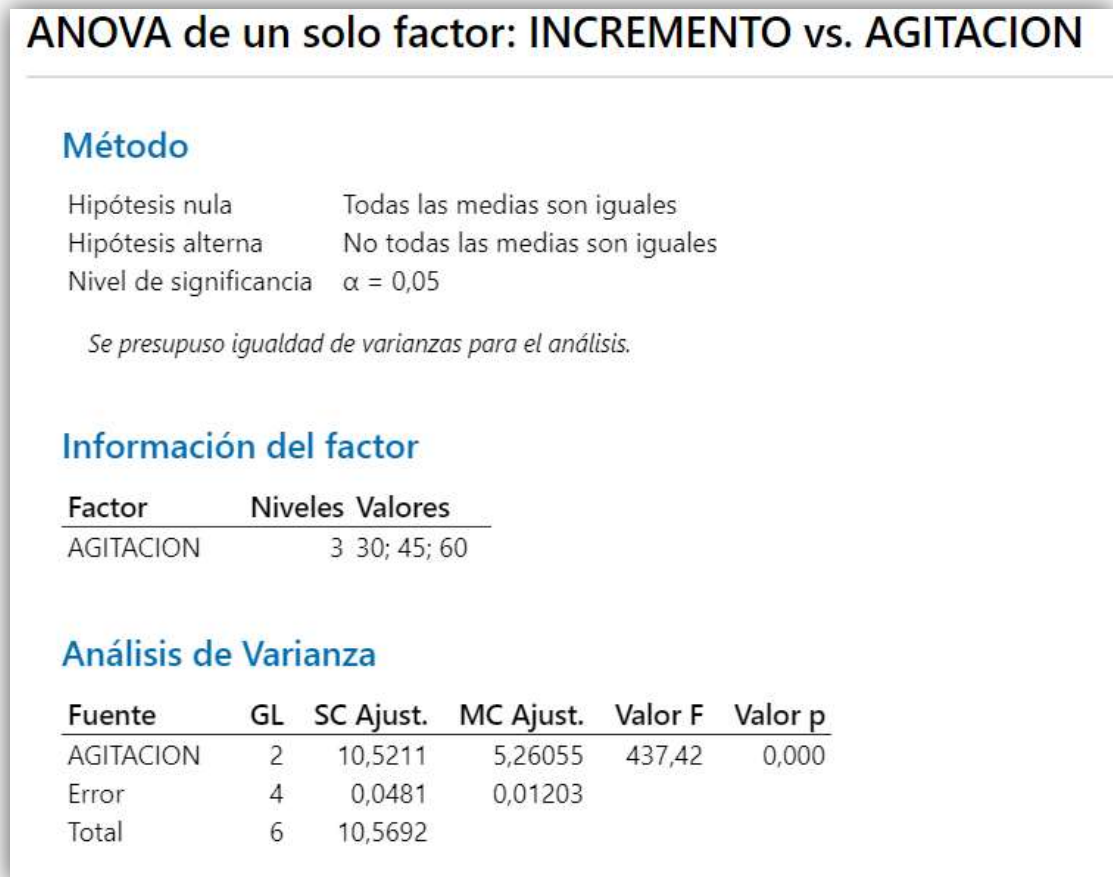 ANOVA de un solo factor: INCREMENTO vs. AGITACION
Método
Hipótesis nula Todas las medias son iguales
Hipótesis alterna No todas las medias son iguales
Nivel de significancia α = 0,05
Se presupuso igualdad de varianzas para el análisis.
Información del factor
Factor Niveles Valores
AGITACION 3 30; 45; 60
Análisis de Varianza
Fuente GL SC Ajust. MC Ajust. Valor F Valor p
AGITACION 2 10,5211 5,26055 437,42 0,000
Error 4 0,0481 0,01203
Total 6 10,5692